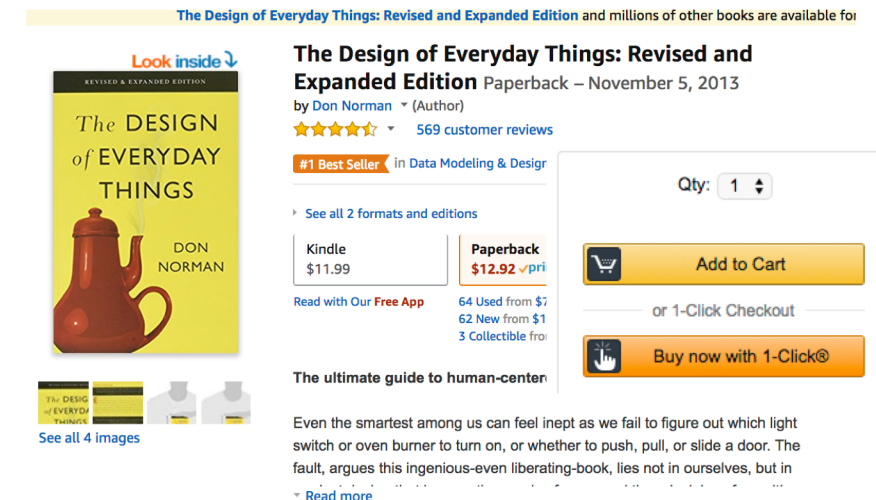 The Design of Everyday Things: Revised and Expanded Edition and millions of other books are available for
Look inside
REVISED & EXPANDED EDITION
The DESIGN
of EVERYDAY
THINGS
DON
NORMAN
See all 4 images
The Design of Everyday Things: Revised and
Expanded Edition Paperback – November 5, 2013
by Don Norman (Author)
569 customer reviews
#1 Best Seller in Data Modeling & Design
See all 2 formats and editions
Kindle
$11.99
Paperback
$12.92
Read with Our Free App
64 Used from $7
62 New from $1
3 Collectible
Qty: 1
Add to Cart
or 1-Click Checkout
Buy now with 1-Click®
The ultimate guide to
Even the smartest among us can feel inept as we fail to figure out which light
switch or oven burner to turn on, or whether to push, pull, or slide a door. The
fault, argues this ingenious-even liberating-book, lies not in ourselves, but in
Read more